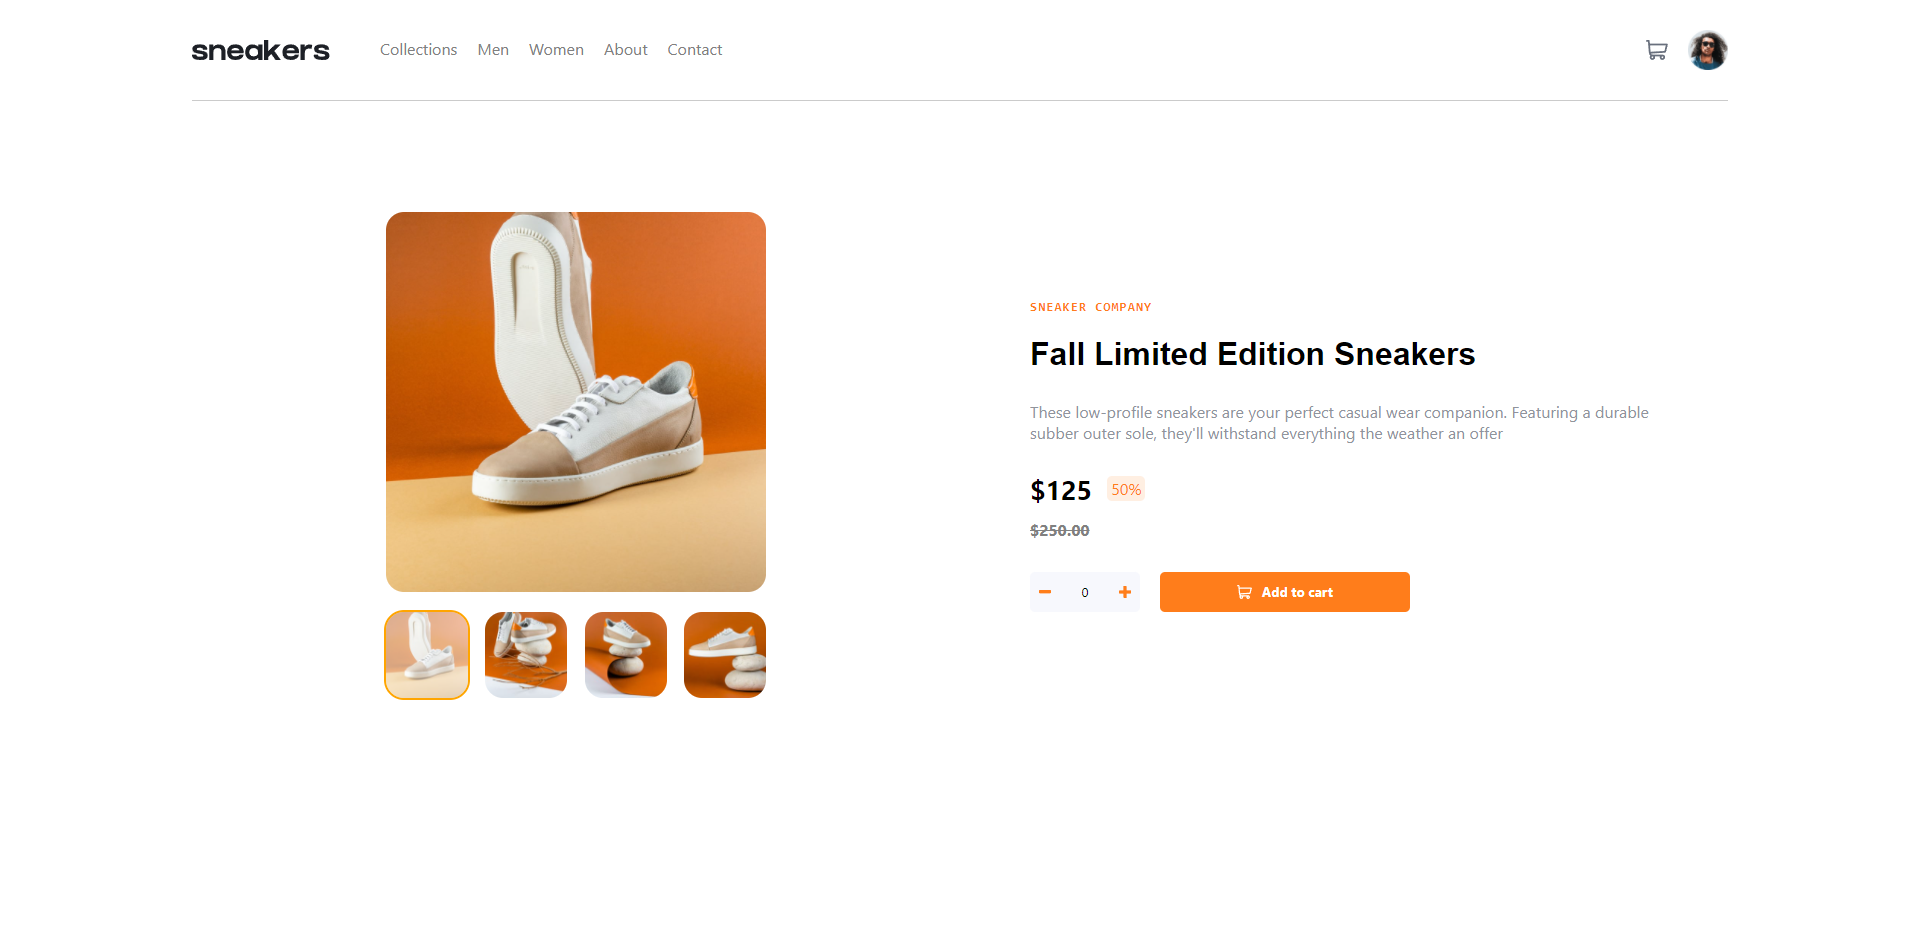 sneakers
Collections Men Women About Contact
SNEAKER COMPANY
Fall Limited Edition Sneakers
These low-profile sneakers are your perfect casual wear companion. Featuring a durable
subber outer sole, they'll withstand everything the weather an offer
$125 50%
$250.00
0 Add to cart